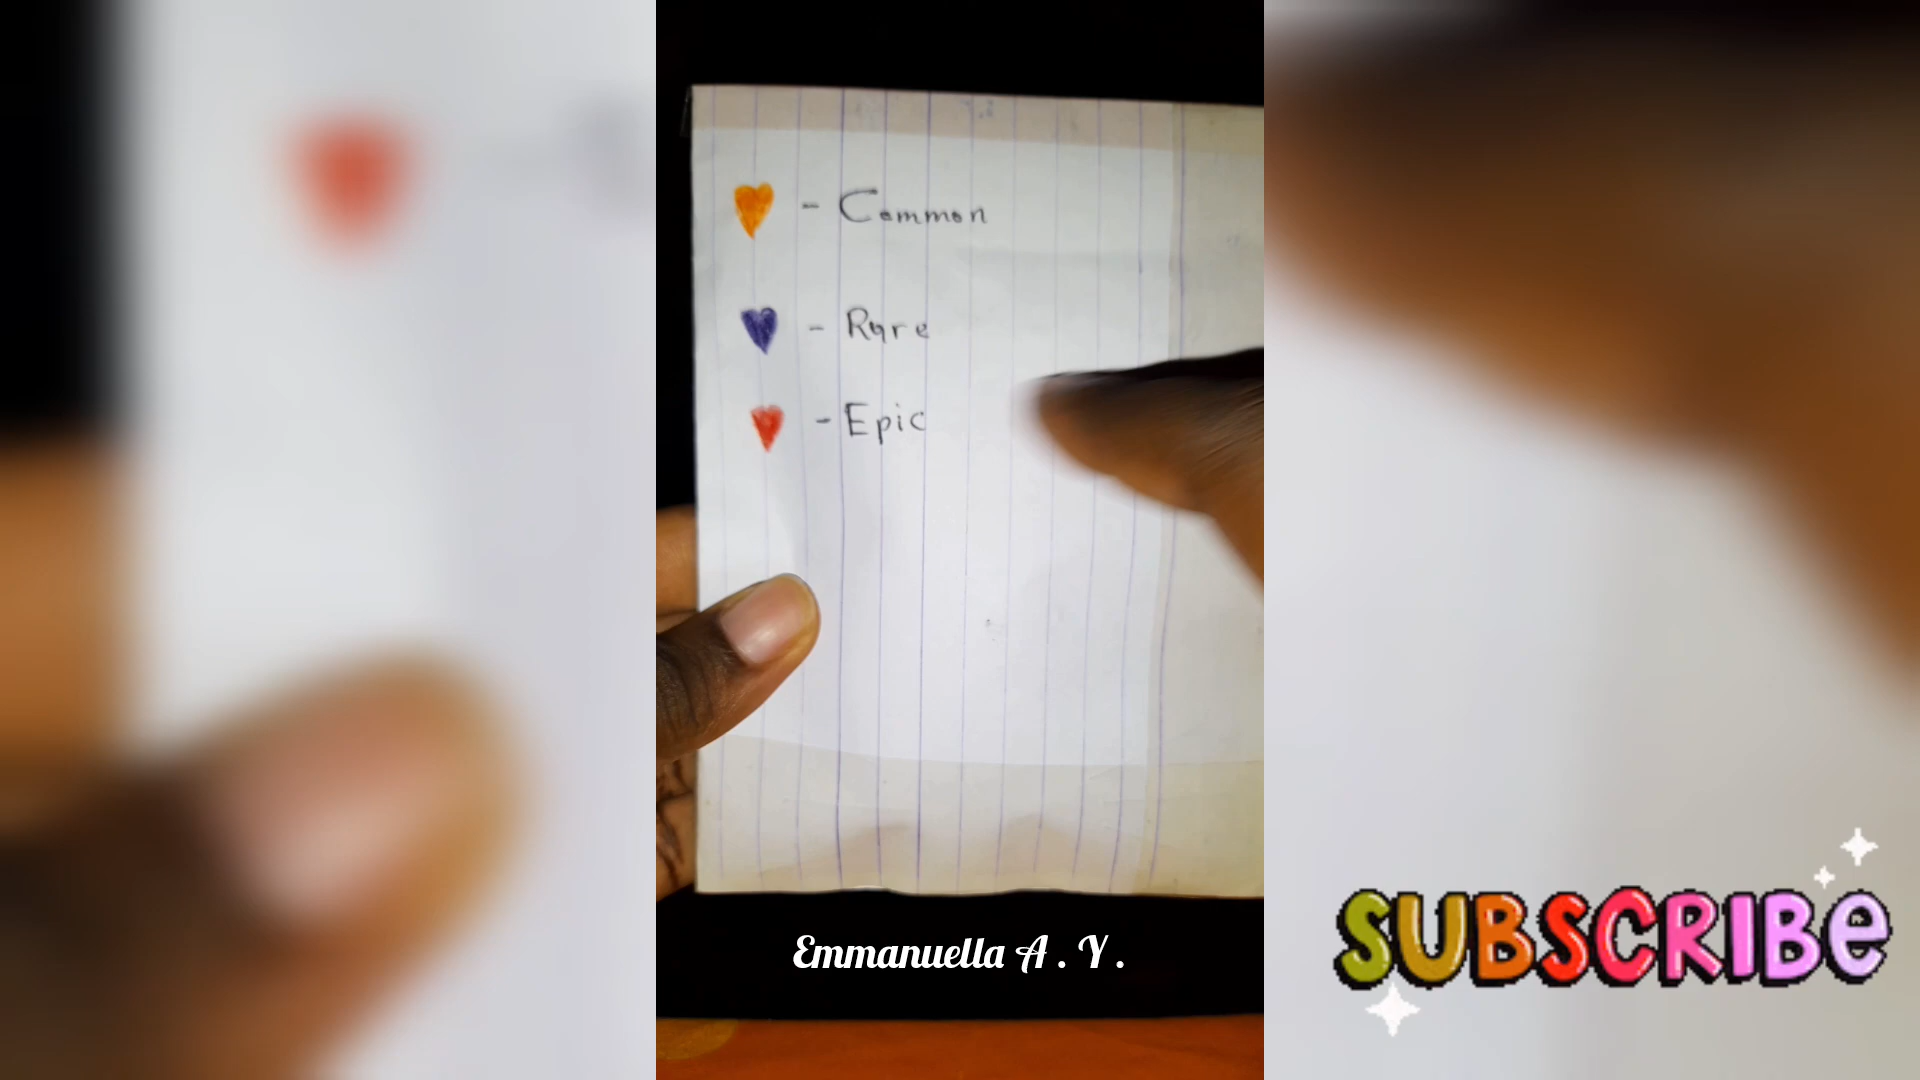 - Common
- Rare
- Epic
Emmanuella A . Y .
SUBSCRIBe